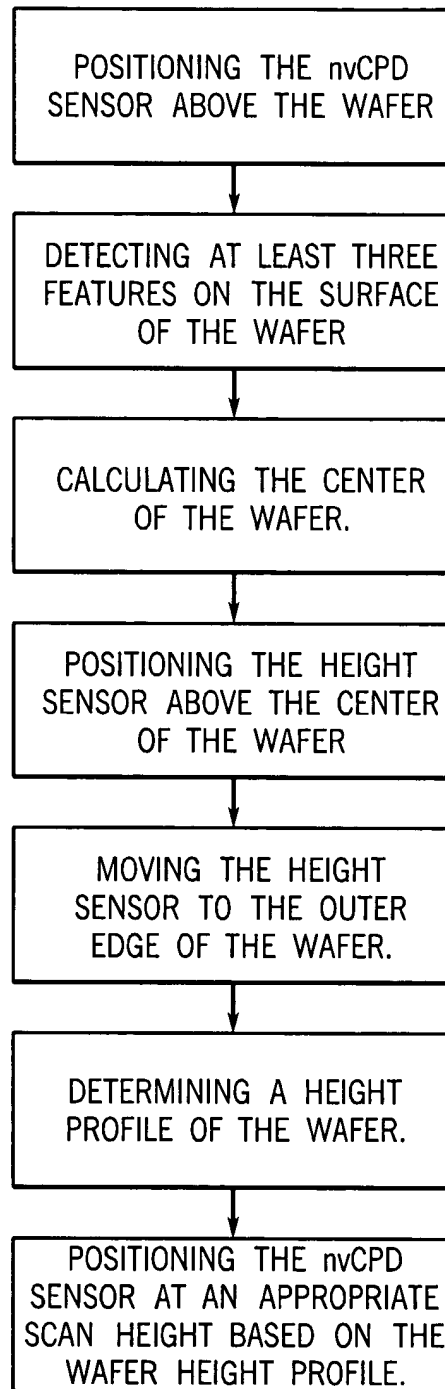 POSITIONING THE nvCPD
SENSOR ABOVE THE WAFER
DETECTING AT LEAST THREE
FEATURES ON THE SURFACE
OF THE WAFER
CALCULATING THE CENTER
OF THE WAFER.
POSITIONING THE HEIGHT
SENSOR ABOVE THE CENTER
OF THE WAFER
MOVING THE HEIGHT
SENSOR TO THE OUTER
EDGE OF THE WAFER.
DETERMINING A HEIGHT
PROFILE OF THE WAFER.
POSITIONING THE nvCPD
SENSOR AT AN APPROPRIATE
SCAN HEIGHT BASED ON THE
WAFER HEIGHT PROFILE.